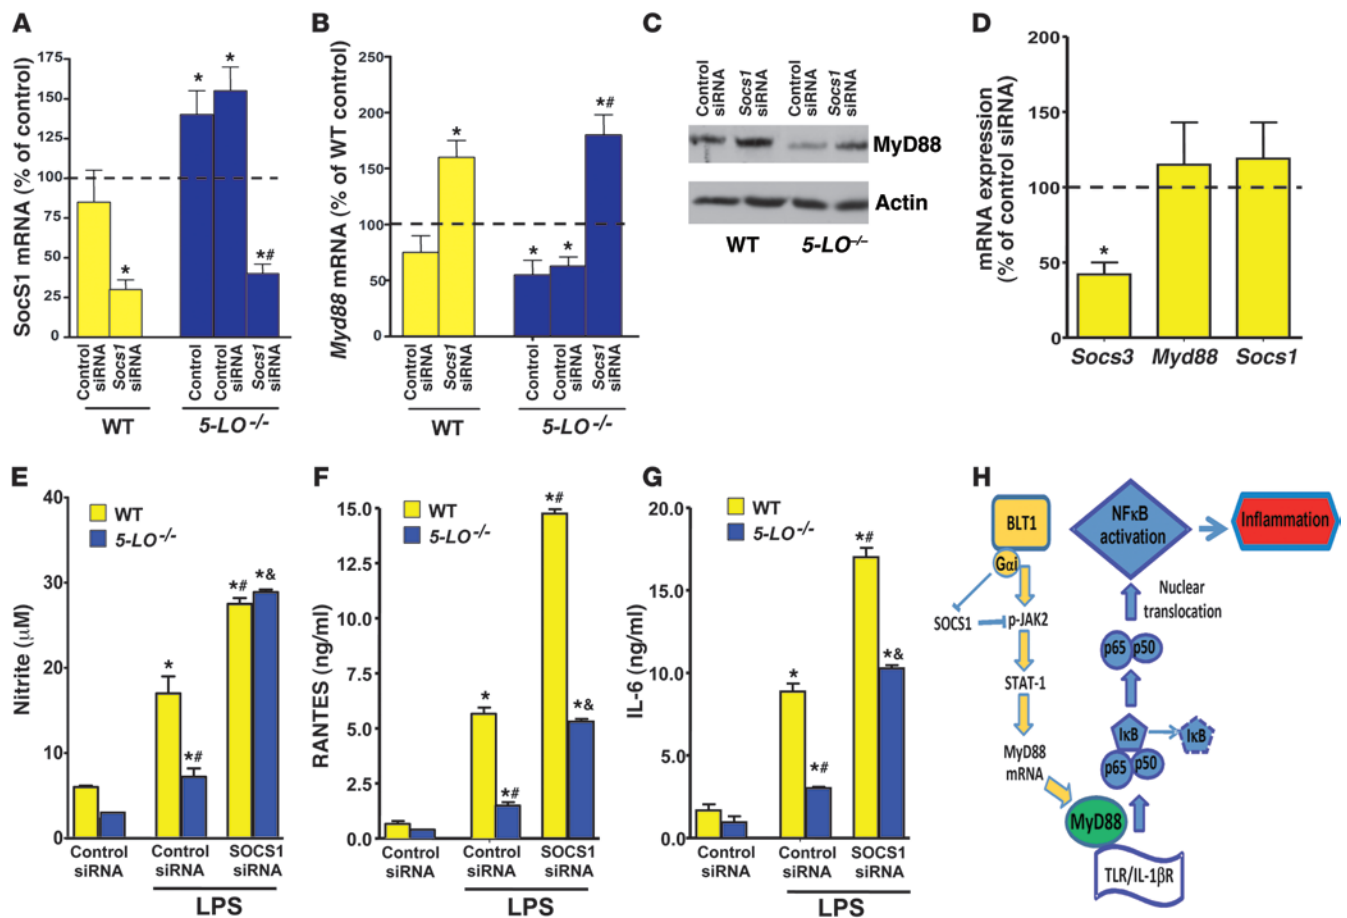 A
SocS1 mRNA (% of control)
175
150
125
100
75
50
25
0
*
*
*
*#
Control
siRNA
Socs1
siRNA
Control
Control
siRNA
Socs1
siRNA
WT
5-LO-/-
B
Myd88 mRNA (% of WT control)
250
200
150
100
50
0
*
*
*
*#
Control
siRNA
Socs1
siRNA
Control
Control
siRNA
Socs1
siRNA
WT
5-LO-/-
C
Control
siRNA
Socs1
siRNA
Control
siRNA
Socs1
siRNA
MyD88
Actin
WT
5-LO-/-
D
mRNA expression
(% of control siRNA)
200
150
100
50
0
*
Socs3
Myd88
Socs1
E
Nitrite (μM)
40
30
20
10
0
WT
5-LO-/-
*
*#
*#
*&
Control
siRNA
Control
siRNA
SOCS1
siRNA
LPS
F
RANTES (ng/ml)
15.0
12.5
10.0
7.5
5.0
2.5
0.0
WT
5-LO-/-
*
*#
*#
*&
Control
siRNA
Control
siRNA
SOCS1
siRNA
LPS
G
IL-6 (ng/ml)
20.0
15.0
10.0
5.0
0.0
WT
5-LO-/-
*
*#
*#
*&
Control
siRNA
Control
siRNA
SOCS1
siRNA
LPS
H
BLT1
Gαi
SOCS1
p-JAK2
STAT-1
MyD88
mRNA
MyD88
TLR/IL-1βR
p65
p50
IκB
IκB
p65
p50
Nuclear
translocation
NFκB
activation
Inflammation